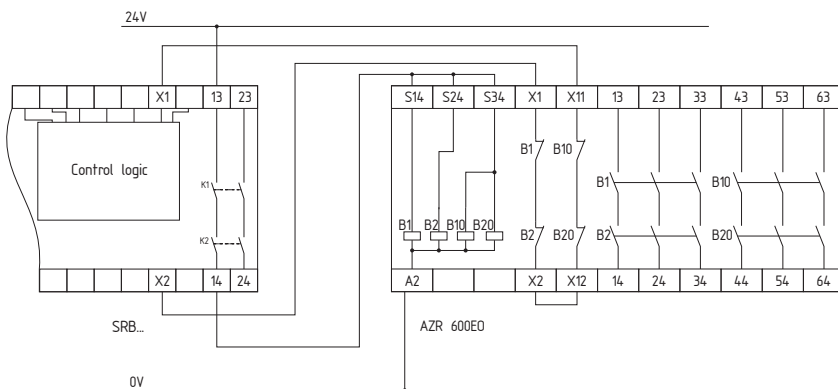 24V
X1 13 23
S14 S24 S34 X1 X11 13 23 33 43 53 63
Control logic
B1 B10
K1
B1 B10
B1 B2 B10 B20
K2
B2 B20 B2 B20
X2 14 24
A2 X2 X12 14 24 34 44 54 64
SRB...
AZR 600EO
0V